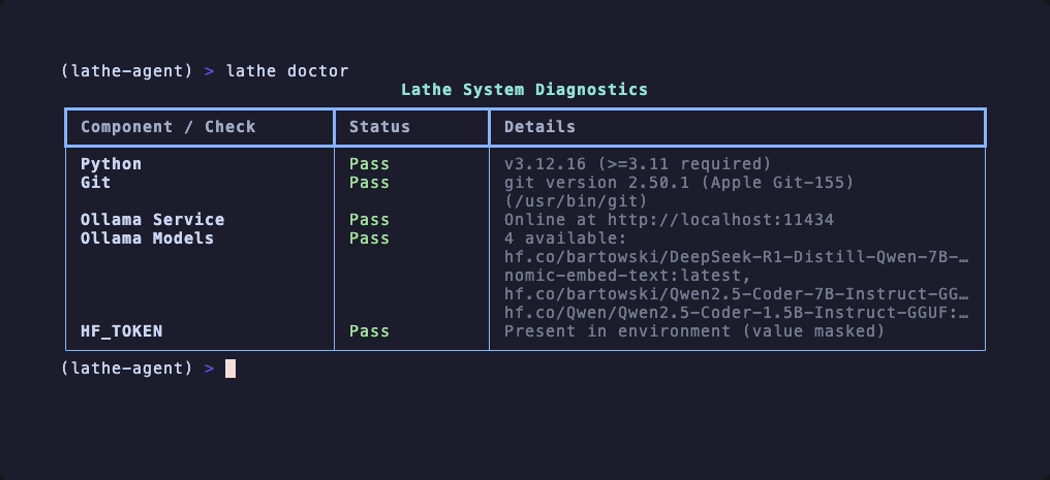 (lathe-agent) > lathe doctor
Lathe System Diagnostics
Component / Check Status Details
Python Pass v3.12.16 (>=3.11 required)
Git Pass git version 2.50.1 (Apple Git-155)
(/usr/bin/git)
Ollama Service Pass Online at http://localhost:11434
Ollama Models Pass 4 available:
hf.co/bartowski/DeepSeek-R1-Distill-Qwen-7B-…
nomic-embed-text:latest,
hf.co/bartowski/Qwen2.5-Coder-7B-Instruct-GG…
hf.co/Qwen/Qwen2.5-Coder-1.5B-Instruct-GGUF:…
HF_TOKEN Pass Present in environment (value masked)
(lathe-agent) >